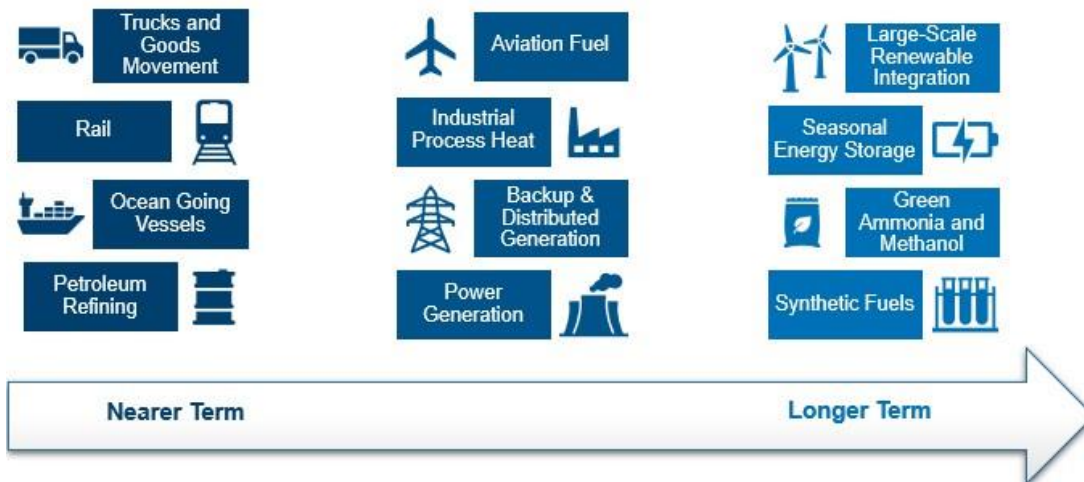 Trucks and
Goods
Movement
Rail
Ocean Going
Vessels
Petroleum
Refining
Aviation Fuel
Industrial
Process Heat
Backup &
Distributed
Generation
Power
Generation
Large-Scale
Renewable
Integration
Seasonal
Energy Storage
Green
Ammonia and
Methanol
Synthetic Fuels
Nearer Term
Longer Term